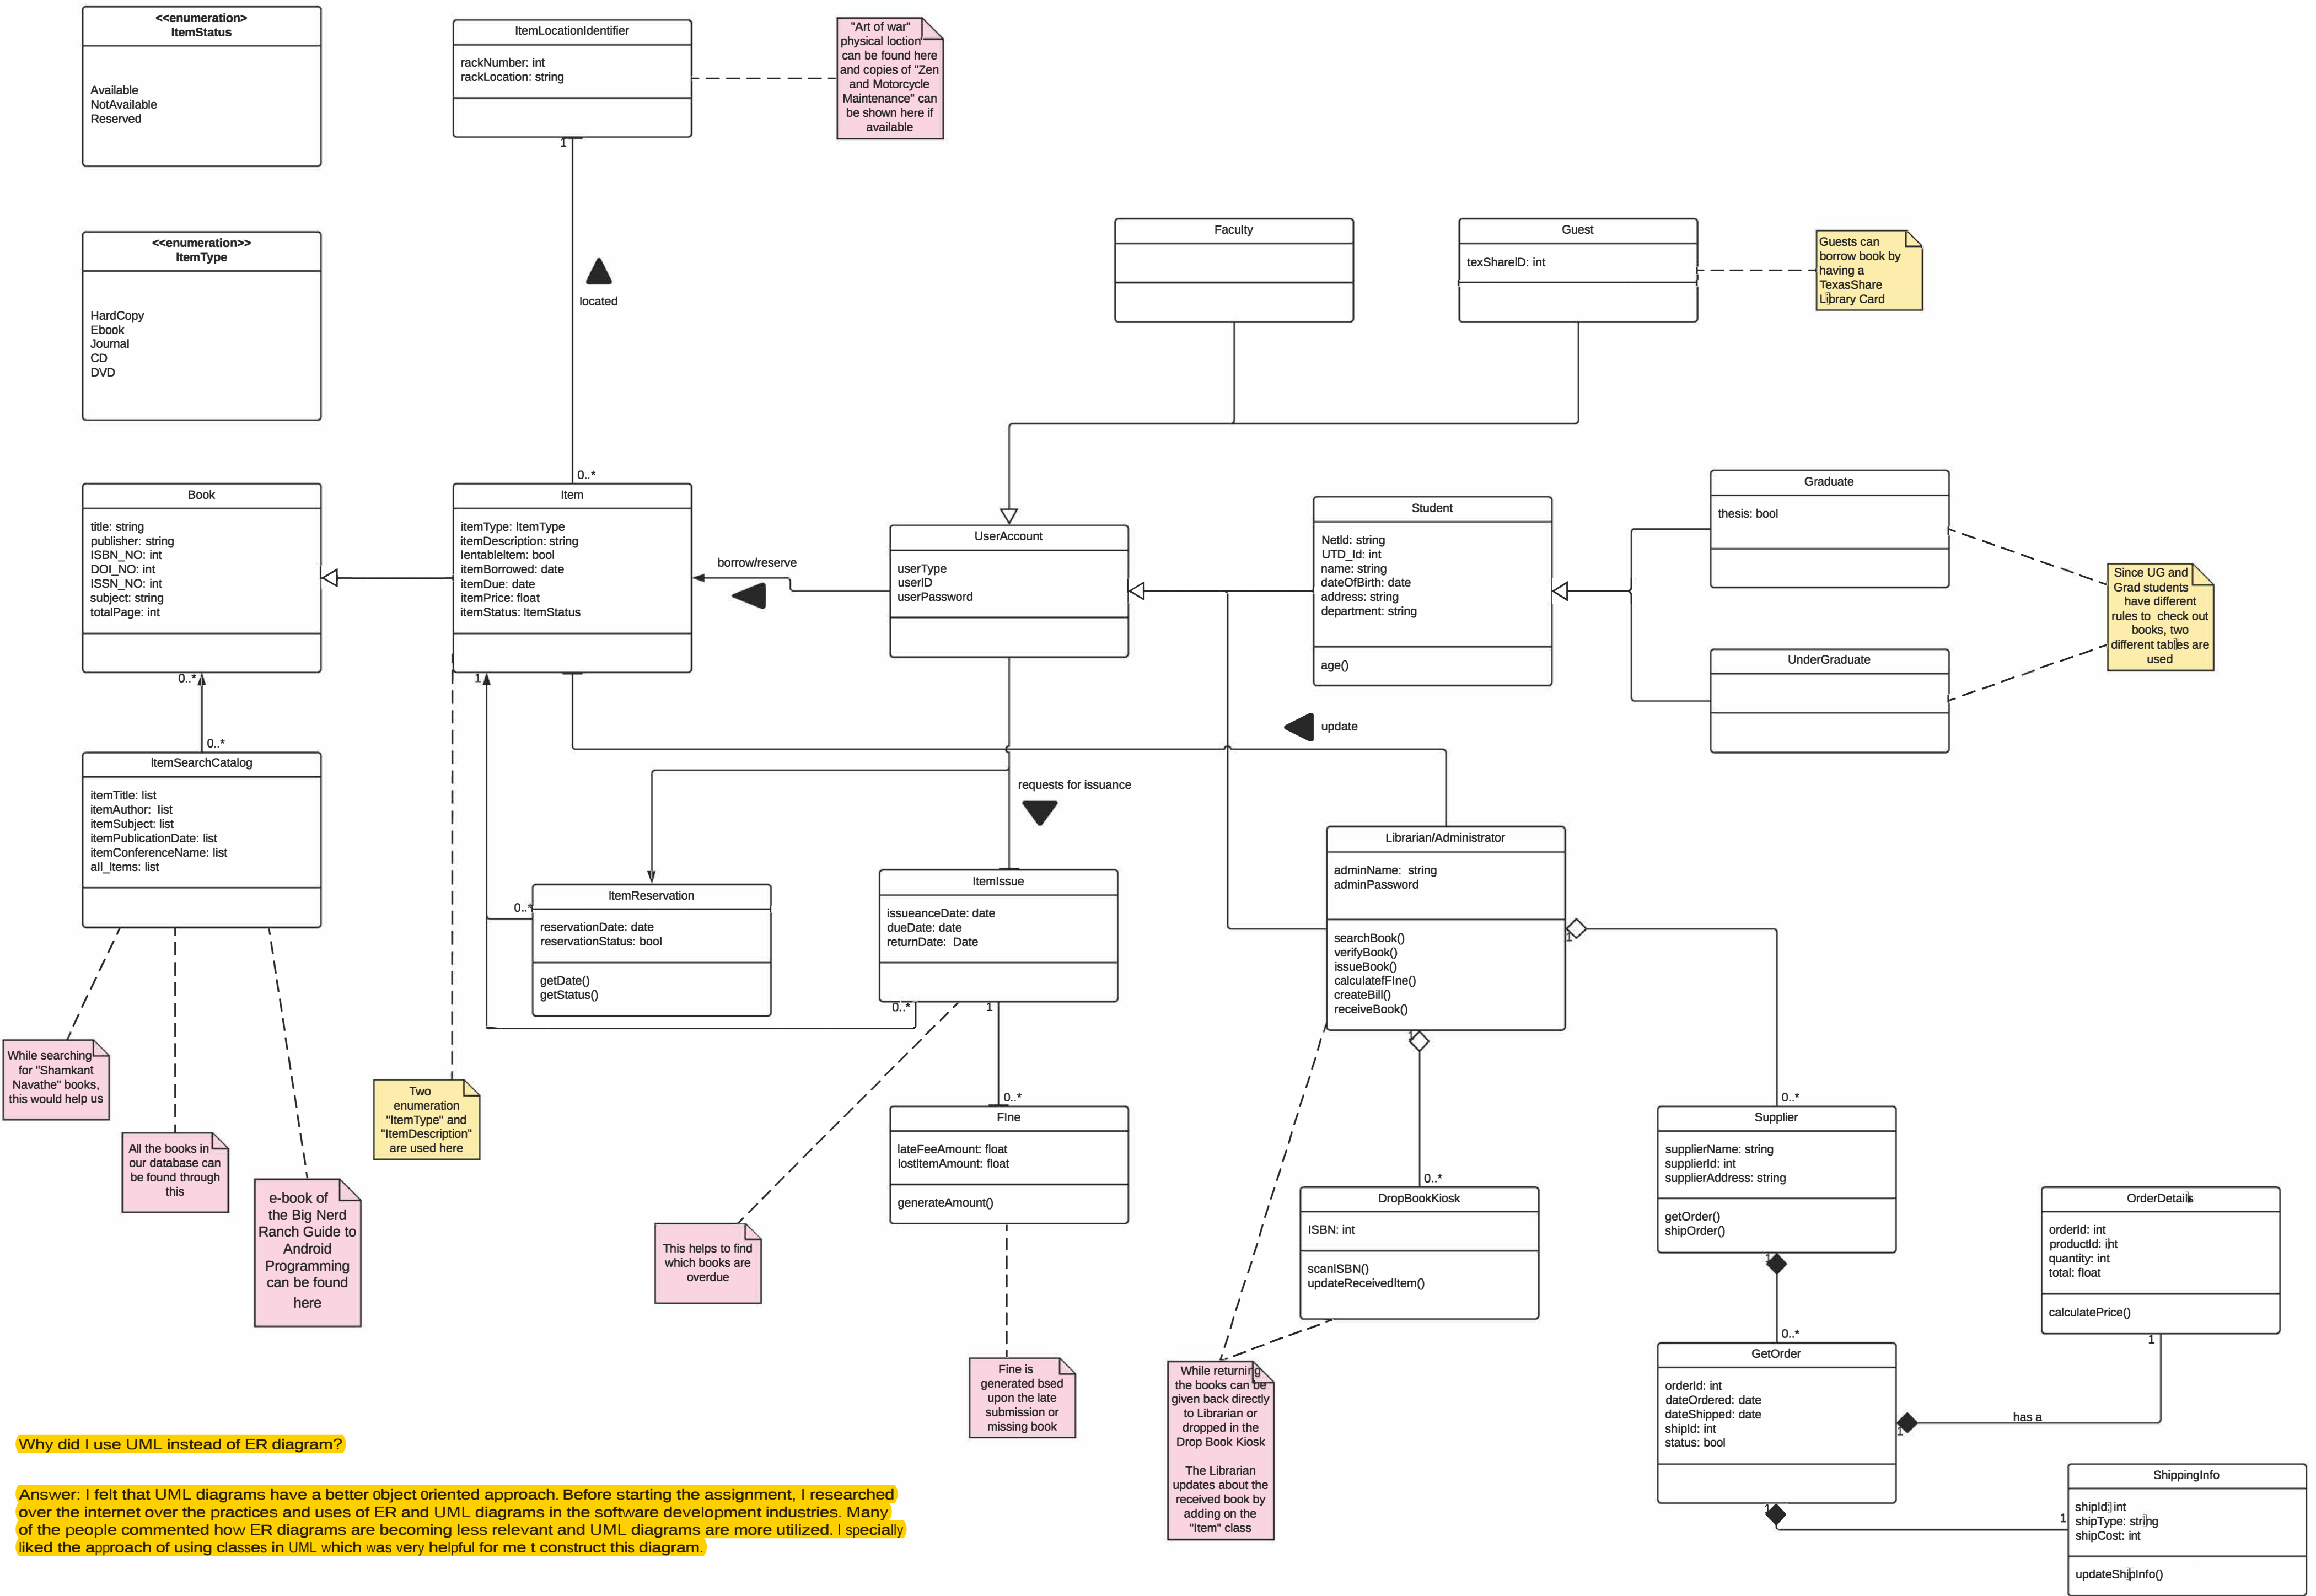 <<enumeration>
ItemStatus
Available
NotAvailable
Reserved
ItemLocationIdentifier
rackNumber: int
rackLocation: string
1
"Art of war"
physical loction
can be found here
and copies of "Zen
and Motorcycle
Maintenance" can
be shown here if
available
<<enumeration>>
ItemType
HardCopy
Ebook
Journal
CD
DVD
located
0..*
Faculty
Guest
texShareID: int
Guests can
borrow book by
having a
TexasShare
Library Card
Book
title: string
publisher: string
ISBN_NO: int
DOI_NO: int
ISSN_NO: int
subject: string
totalPage: int
0..*
Item
itemType: ItemType
itemDescription: string
IentableItem: bool
itemBorrowed: date
itemDue: date
itemPrice: float
itemStatus: ItemStatus
1
borrow/reserve
UserAccount
userType
userID
userPassword
Student
NetId: string
UTD_Id: int
name: string
dateOfBirth: date
address: string
department: string
age()
Graduate
thesis: bool
UnderGraduate
Since UG and
Grad students
have different
rules to check out
books, two
different tables are
used
update
requests for issuance
0..*
ItemSearchCatalog
itemTitle: list
itemAuthor: list
itemSubject: list
itemPublicationDate: list
itemConferenceName: list
all_Items: list
0..*
ItemReservation
reservationDate: date
reservationStatus: bool
getDate()
getStatus()
ItemIssue
issueanceDate: date
dueDate: date
returnDate: Date
0..*
1
Librarian/Administrator
adminName: string
adminPassword
searchBook()
verifyBook()
issueBook()
calculatefFIne()
createBill()
receiveBook()
1
1
While searching
for "Shamkant
Navathe" books,
this would help us
All the books in
our database can
be found through
this
e-book of
the Big Nerd
Ranch Guide to
Android
Programming
can be found
here
Two
enumeration
"ItemType" and
"ItemDescription"
are used here
This helps to find
which books are
overdue
0..*
FIne
lateFeeAmount: float
lostItemAmount: float
generateAmount()
Fine is
generated bsed
upon the late
submission or
missing book
0..*
DropBookKiosk
ISBN: int
scanISBN()
updateReceivedItem()
While returning
the books can be
given back directly
to Librarian or
dropped in the
Drop Book Kiosk
The Librarian
updates about the
received book by
adding on the
"Item" class
0..*
Supplier
supplierName: string
supplierId: int
supplierAddress: string
getOrder()
shipOrder()
1
0..*
GetOrder
orderId: int
dateOrdered: date
dateShipped: date
shipId: int
status: bool
1
1
has a
OrderDetails
orderId: int
productId: int
quantity: int
total: float
calculatePrice()
1
1
ShippingInfo
shipId: int
shipType: string
shipCost: int
updateShipInfo()
Why did I use UML instead of ER diagram?
Answer: I felt that UML diagrams have a better object oriented approach. Before starting the assignment, I researched
over the internet over the practices and uses of ER and UML diagrams in the software development industries. Many
of the people commented how ER diagrams are becoming less relevant and UML diagrams are more utilized. I specially
liked the approach of using classes in UML which was very helpful for me t construct this diagram.